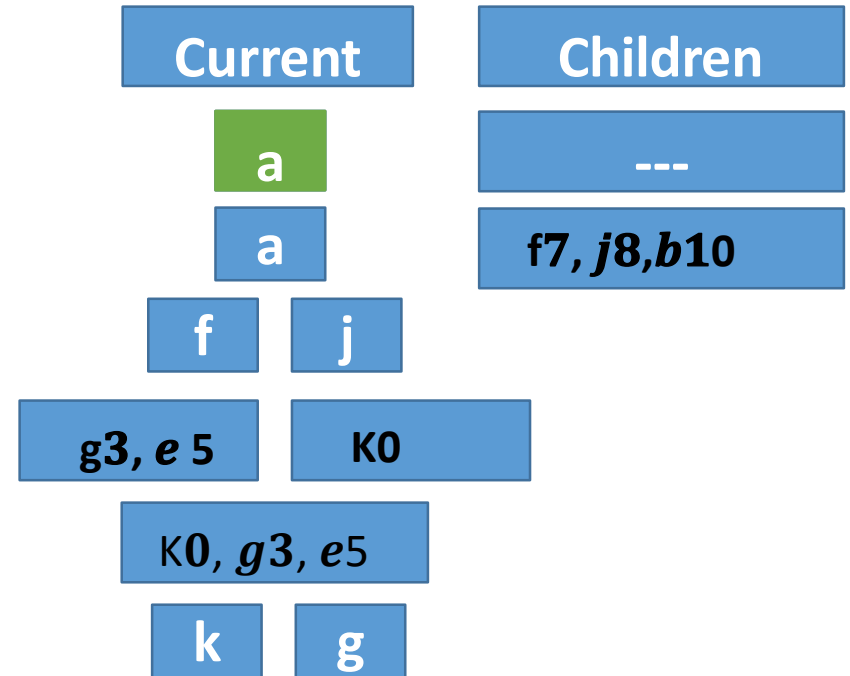 Current Children
a ---
a f7, j8,b10
f j
g3, e 5 K0
K0, g3, e5
k g